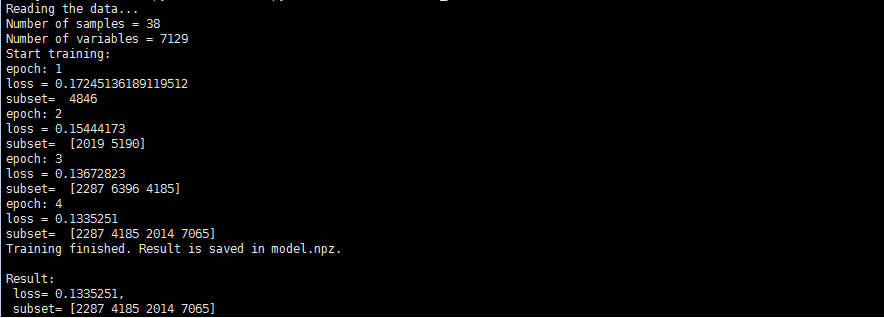 Reading the data...
Number of samples = 38
Number of variables = 7129
Start training:
epoch: 1
loss = 0.17245136189119512
subset=  4846
epoch: 2
loss = 0.15444173
subset=  [2019 5190]
epoch: 3
loss = 0.13672823
subset=  [2287 6396 4185]
epoch: 4
loss = 0.1335251
subset=  [2287 4185 2014 7065]
Training finished. Result is saved in model.npz.
Result:
 loss= 0.1335251,
 subset= [2287 4185 2014 7065]